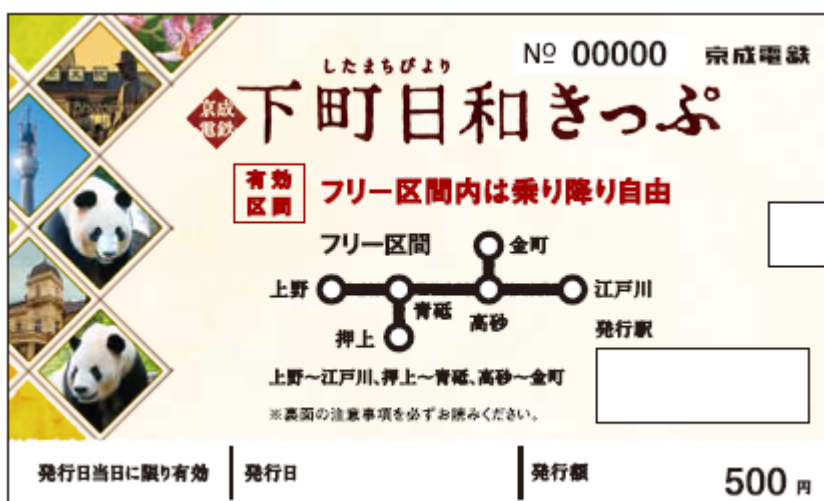 № 00000 京成電鉄
したまちびより
京成電鉄 下町日和きっぷ
有効区間 フリー区間内は乗り降り自由
フリー区間
金町
上野
江戸川
青砥
高砂
押上
発行駅
上野～江戸川、押上～青砥、高砂～金町
※裏面の注意事項を必ずお読みください。
発行日当日に限り有効 発行日 発行額 500円